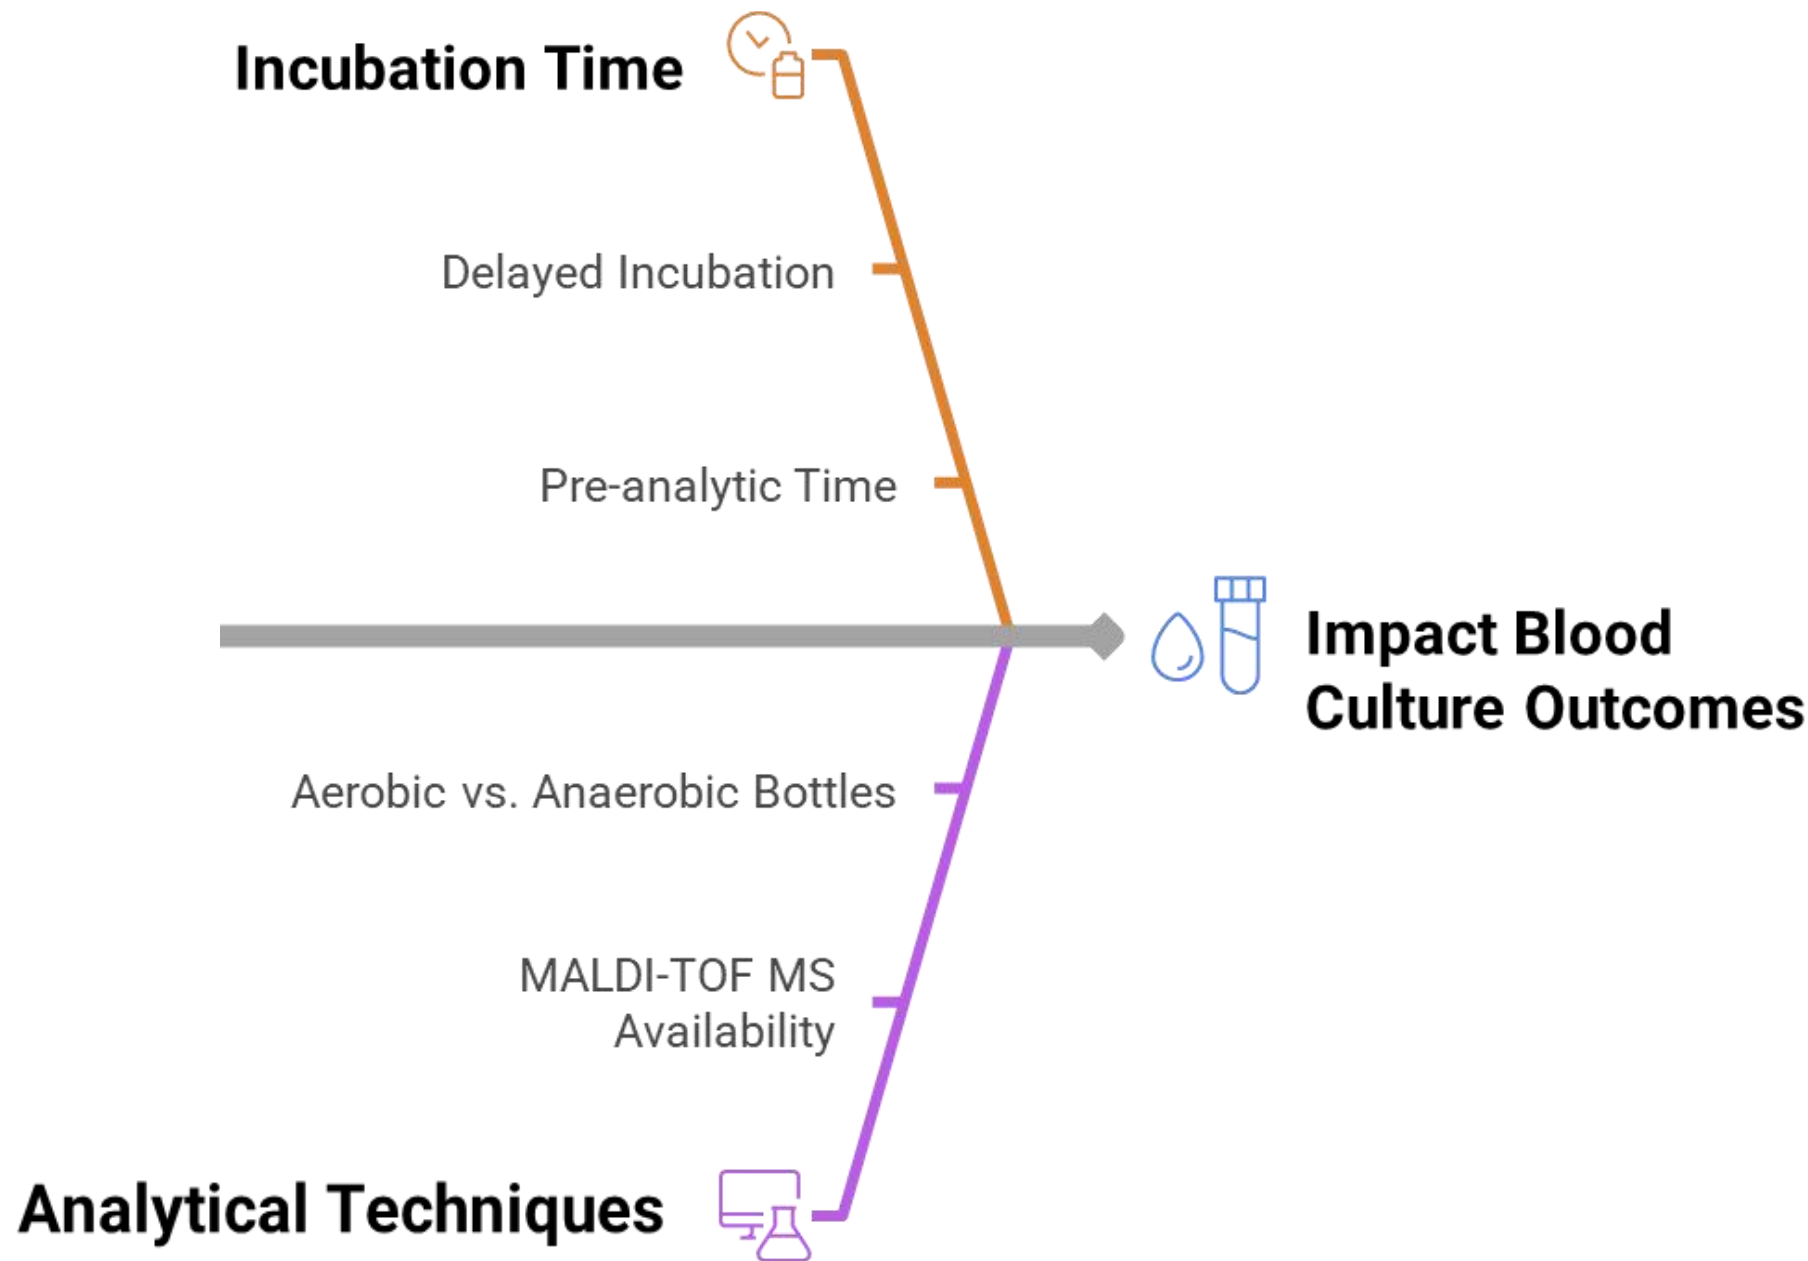 Incubation Time
Delayed Incubation
Pre-analytic Time
Impact Blood
Culture Outcomes
Aerobic vs. Anaerobic Bottles
MALDI-TOF MS
Availability
Analytical Techniques